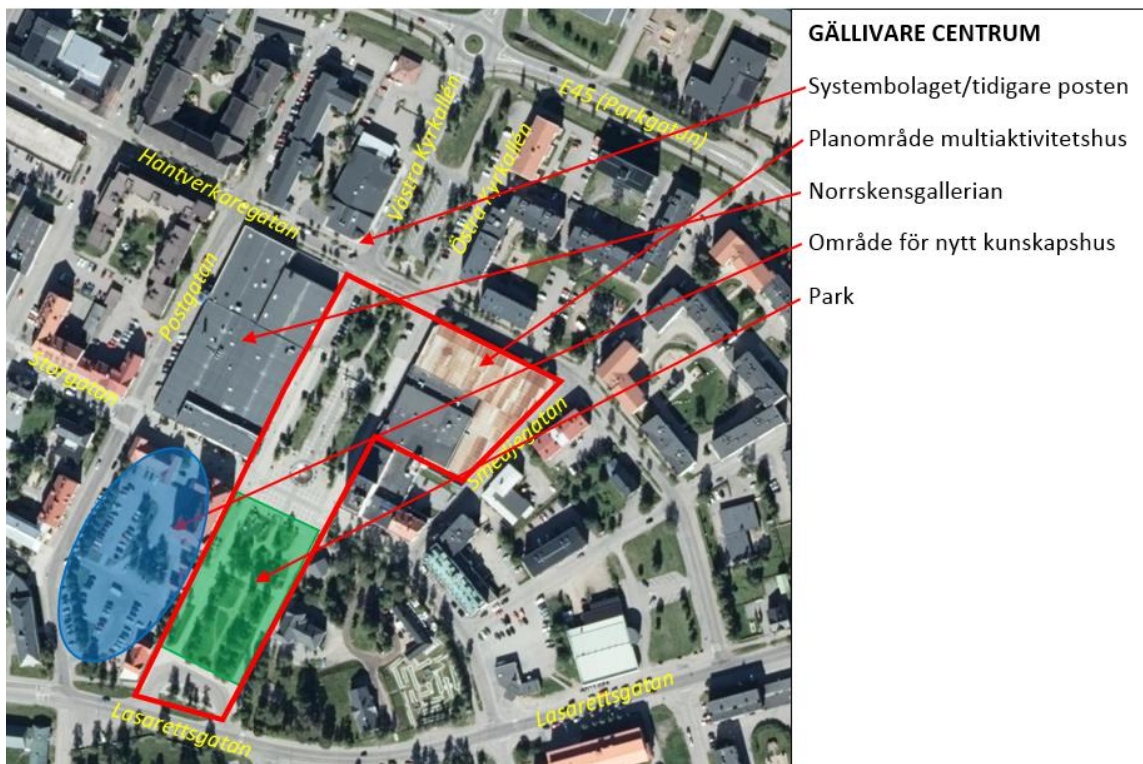 GÄLLIVARE CENTRUM
Systembolaget/tidigare posten
Planområde multiaktivitetshus
Norrskensgallerian
Område för nytt kunskapshus
Park
E45 (Parkgatan)
Västra Kyrkallén
Östra Kyrkallén
Hantverkaregatan
Postgatan
Storgatan
Smedjegatan
Lasarettsgatan
Lasarettsgatan